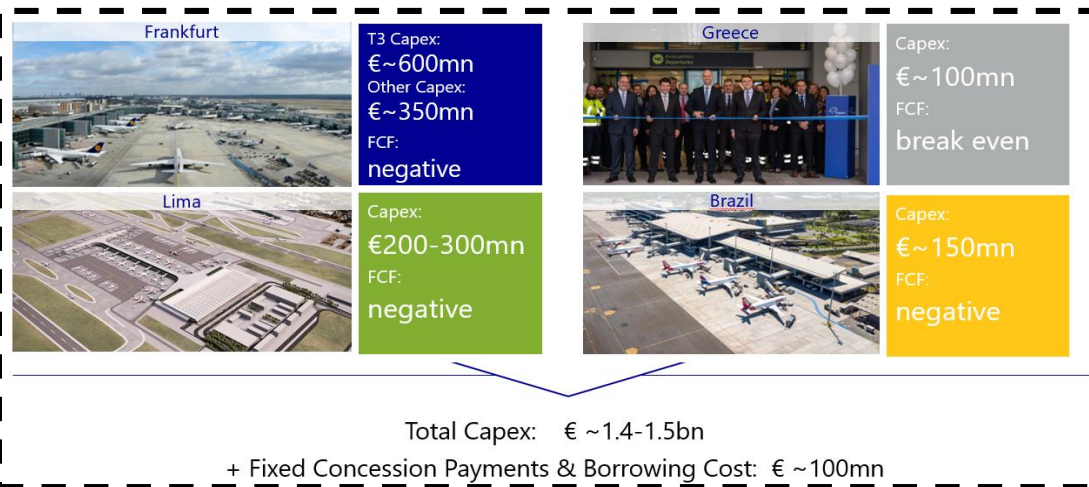 Frankfurt
T3 Capex:
€~600mn
Other Capex:
€~350mn
FCF:
negative
Greece
Departures
Capex:
€~100mn
FCF:
break even
Lima
Capex:
€200-300mn
FCF:
negative
Brazil
Capex:
€~150mn
FCF:
negative
Total Capex: € ~1.4-1.5bn
+ Fixed Concession Payments & Borrowing Cost: € ~100mn